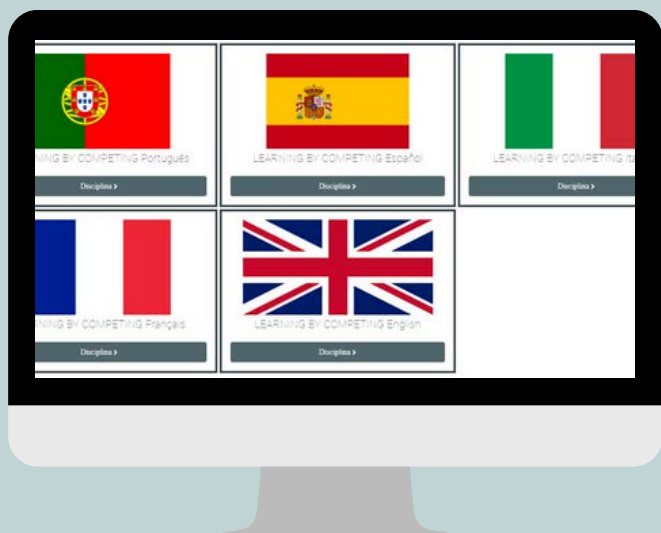 NING BY COMPETING Português
LEARNING BY COMPETING Español
LEARNING BY COMPETING Ita
Disciplina >
Disciplina >
Disciplina >
RNING BY COMPETING Français
LEARNING BY COMPETING English
Disciplina >
Disciplina >